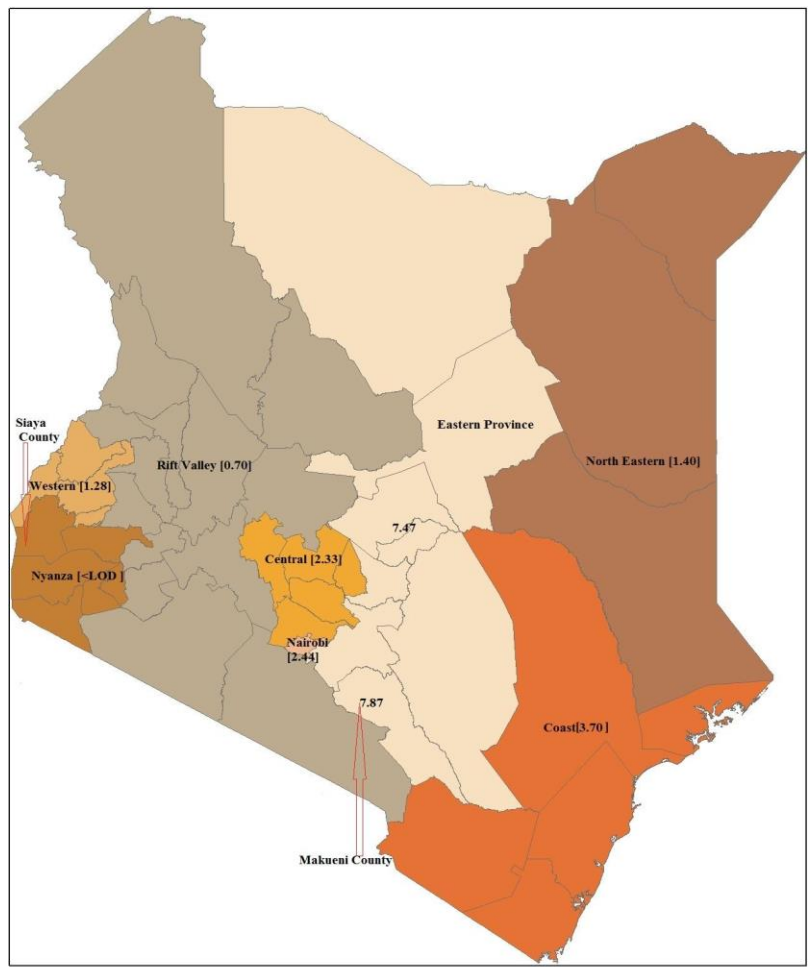 Siaya
County
Eastern Province
Rift Valley [0.70]
North Eastern [1.40]
Western [1.28]
7.47
Central [2.33]
Nyanza [<LOD ]
Nairobi
[2.44]
7.87
Coast[3.70]
Makueni County